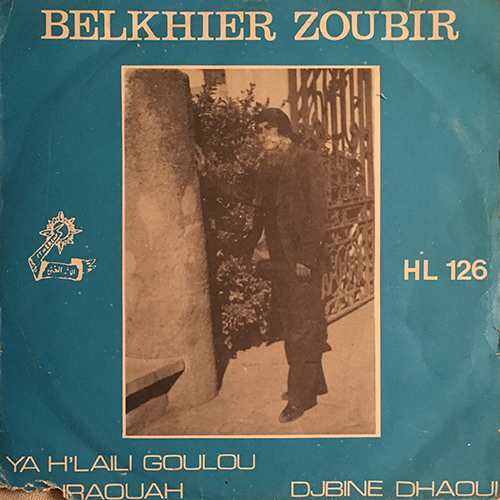 BELKHIER ZOUBIR
HL 126
YA H'LAILI GOULOU
DJBINE DHAOUI